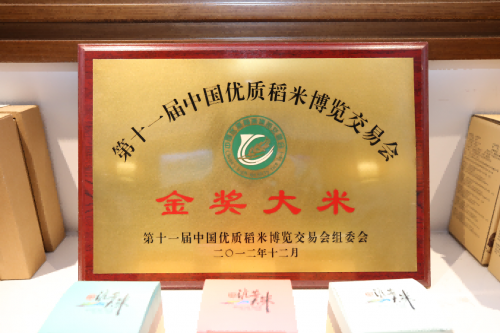 第十一届中国优质稻米博览交易会
金奖大米
第十一届中国优质稻米博览交易会组委会
二〇一二年十二月